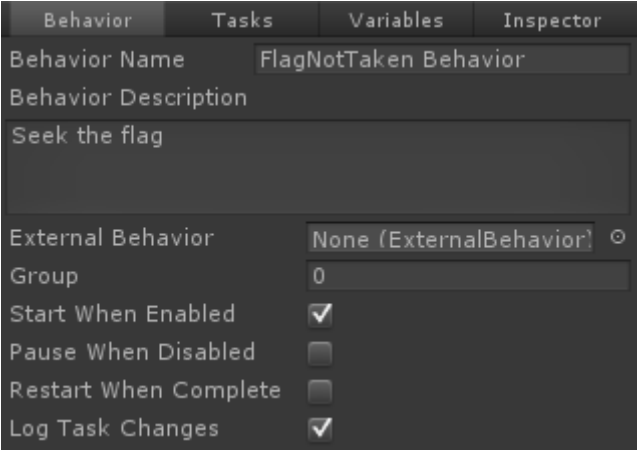 Behavior Tasks Variables Inspector
Behavior Name FlagNotTaken Behavior
Behavior Description
Seek the flag
External Behavior None (ExternalBehavior)
Group 0
Start When Enabled
Pause When Disabled
Restart When Complete
Log Task Changes